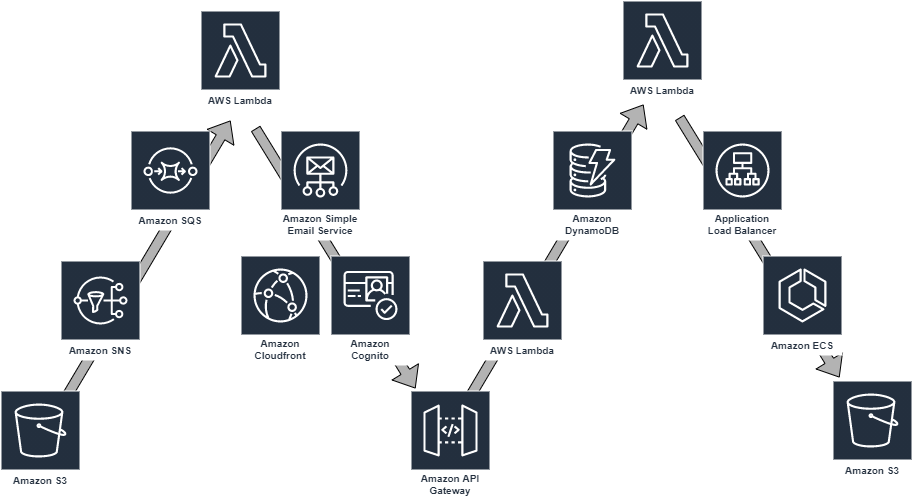 AWS Lambda
AWS Lambda
Amazon SQS
Amazon Simple
Email Service
Amazon
DynamoDB
Application
Load Balancer
Amazon SNS
Amazon
Cloudfront
Amazon
Cognito
AWS Lambda
Amazon ECS
Amazon S3
</>
Amazon API
Gateway
Amazon S3